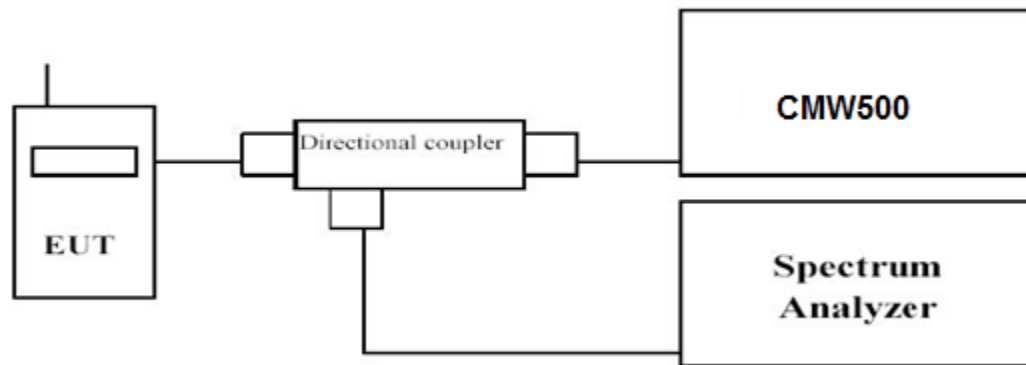 EUT
Directional coupler
CMW500
Spectrum
Analyzer